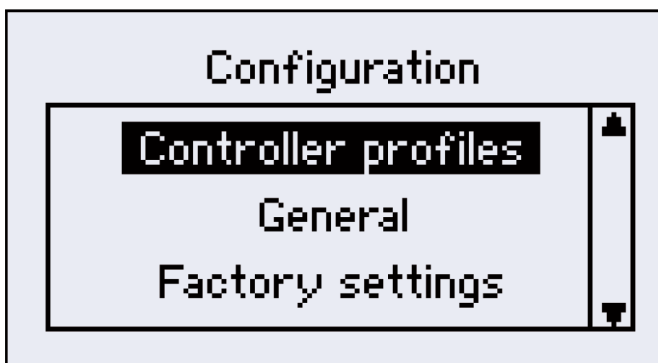 Configuration
Controller profiles
General
Factory settings